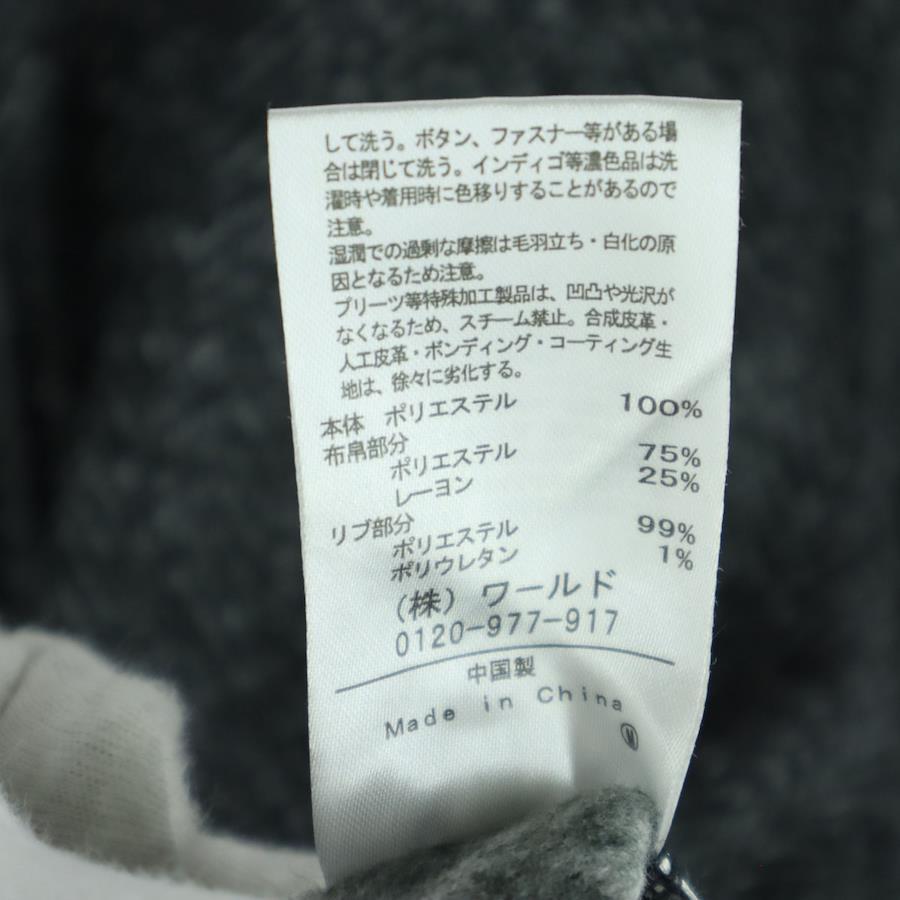 して洗う。ボタン、ファスナー等がある場
合は閉じて洗う。インディゴ等濃色品は洗
濯時や着用時に色移りすることがあるので
注意。
湿潤での過剰な摩擦は毛羽立ち・白化の原
因となるため注意。
プリーツ等特殊加工製品は、凹凸や光沢が
なくなるため、スチーム禁止。合成皮革・
人工皮革・ボンディング・コーティング生
地は、徐々に劣化する。
本体 ポリエステル 100%
布帛部分
ポリエステル 75%
レーヨン 25%
リブ部分
ポリエステル 99%
ポリウレタン 1%
(株) ワールド
0120-977-917
中国製
Made in China
M